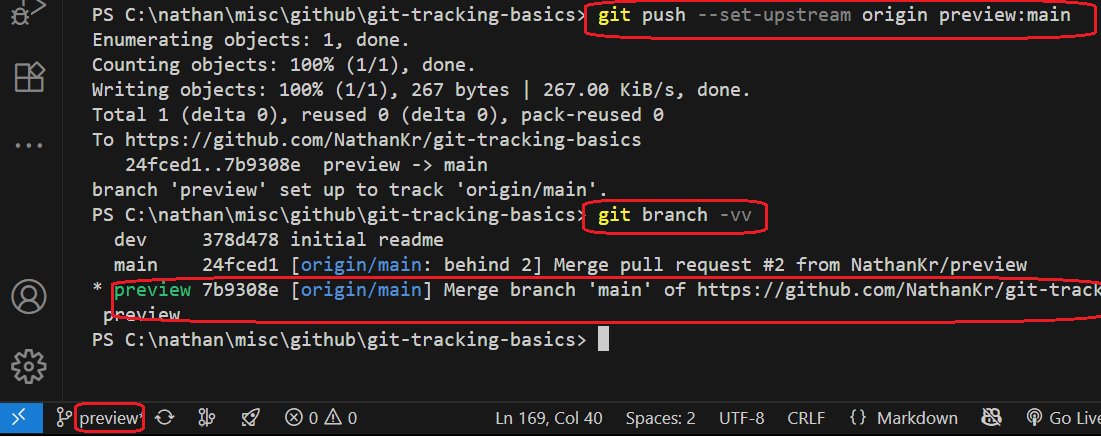 PS C:\nathan\misc\github\git-tracking-basics> git push --set-upstream origin preview:main
Enumerating objects: 1, done.
Counting objects: 100% (1/1), done.
Writing objects: 100% (1/1), 267 bytes | 267.00 KiB/s, done.
Total 1 (delta 0), reused 0 (delta 0), pack-reused 0
To https://github.com/NathanKr/git-tracking-basics
   24fced1..7b9308e  preview -> main
branch 'preview' set up to track 'origin/main'.
PS C:\nathan\misc\github\git-tracking-basics> git branch -vv
  dev     378d478 initial readme
  main    24fced1 [origin/main: behind 2] Merge pull request #2 from NathanKr/preview
* preview 7b9308e [origin/main] Merge branch 'main' of https://github.com/NathanKr/git-track
 preview
PS C:\nathan\misc\github\git-tracking-basics>
preview* 0 0 Ln 169, Col 40 Spaces: 2 UTF-8 CRLF {} Markdown Go Live